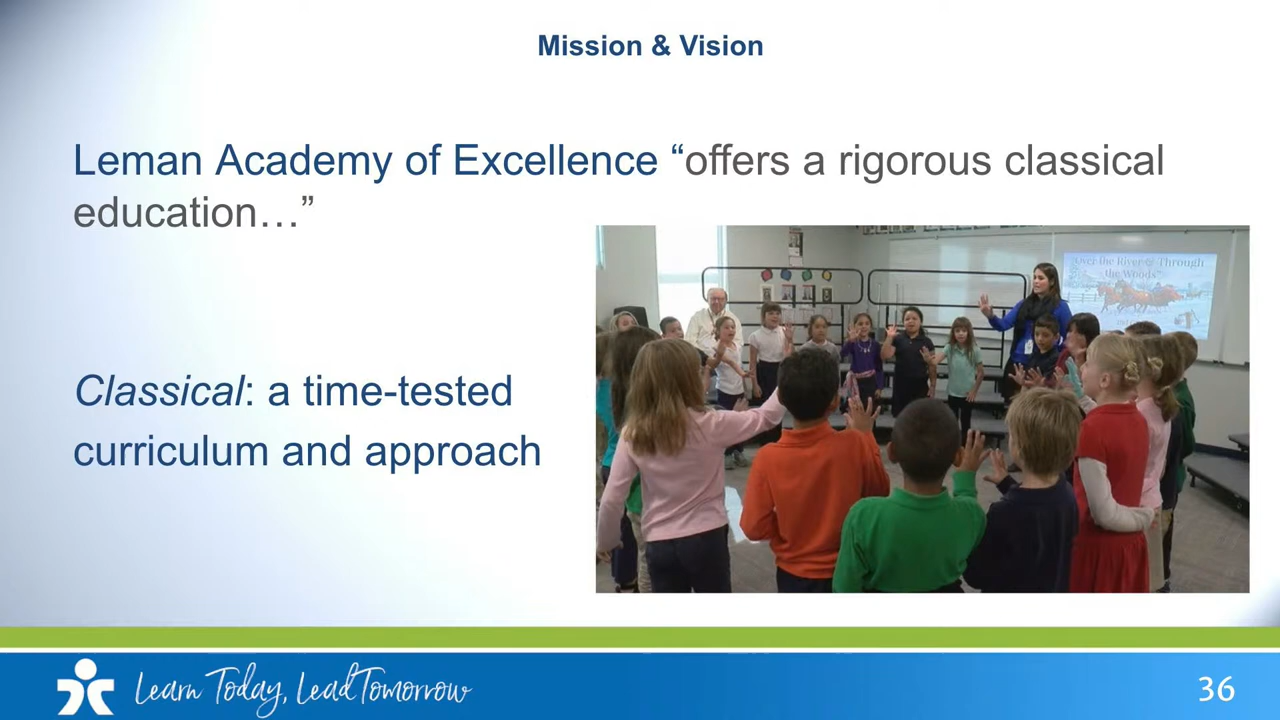 Mission & Vision
Leman Academy of Excellence “offers a rigorous classical
education…”
Over the River & Through
the Woods"
Classical: a time-tested
curriculum and approach
Learn Today, Lead Tomorrow
36